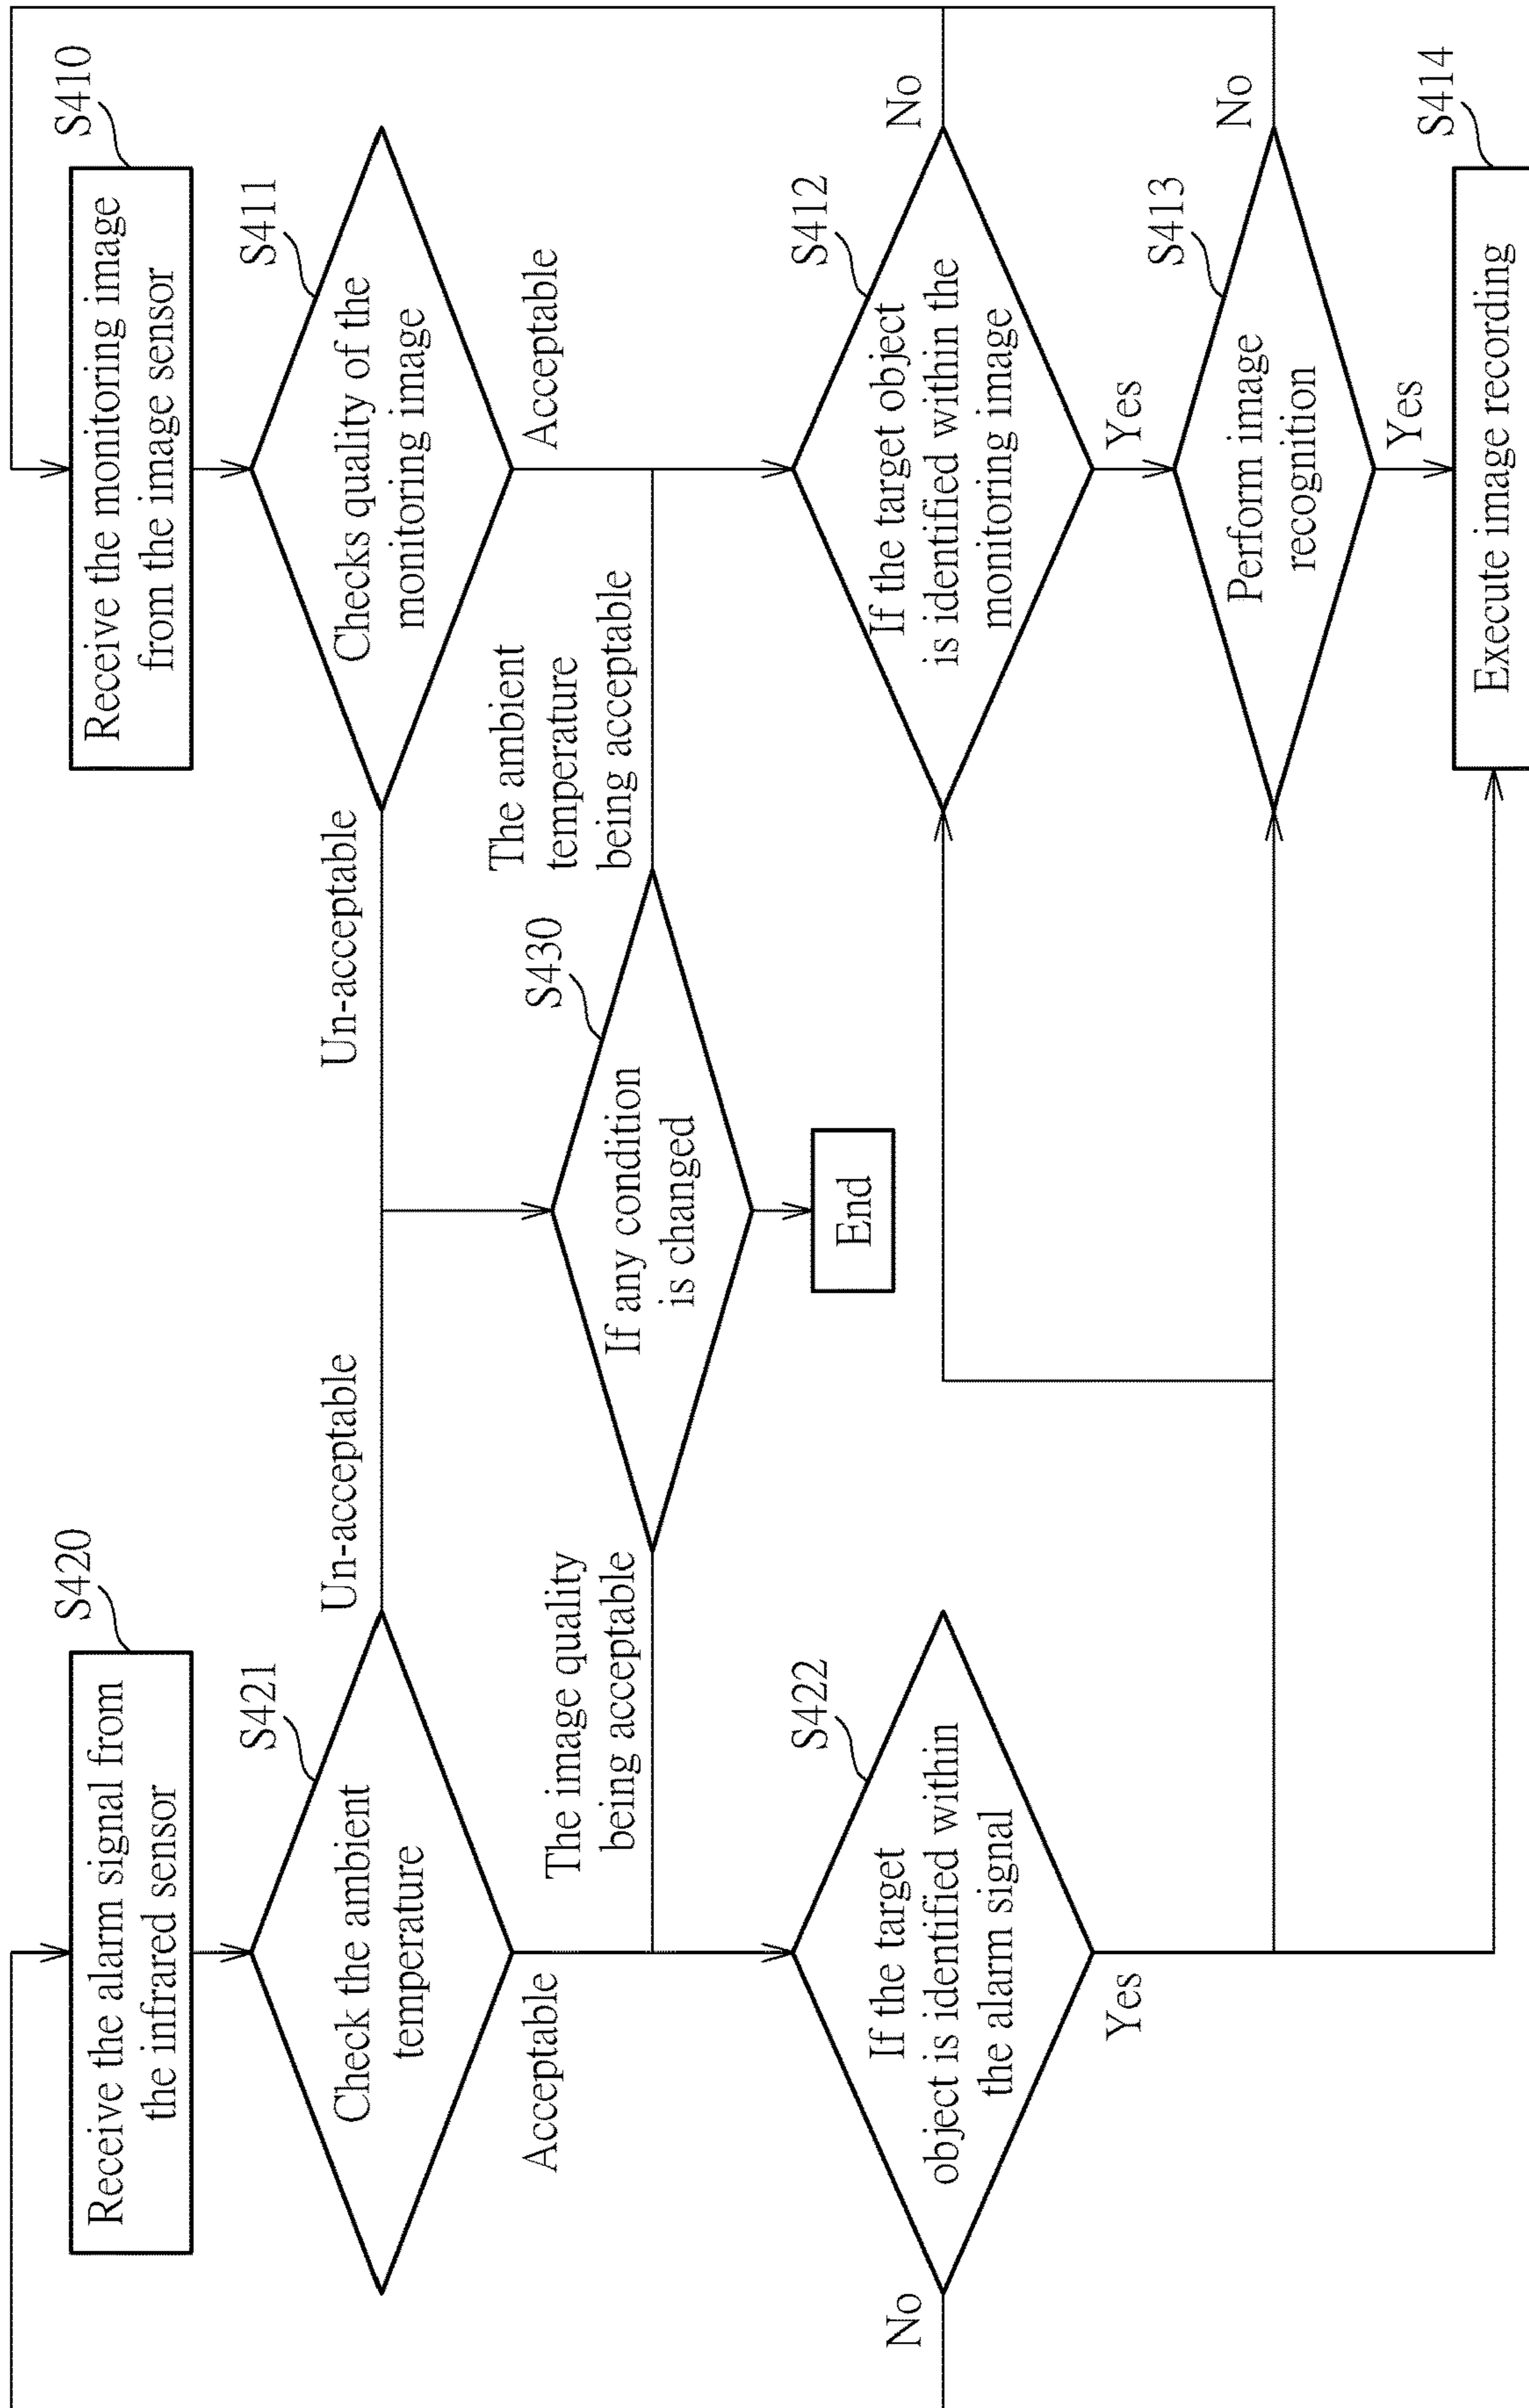 S420
Receive the alarm signal from
the infrared sensor
S410
Receive the monitoring image
from the image sensor
S421
Check the ambient
temperature
Un-acceptable
Un-acceptable
S411
Checks quality of the
monitoring image
Acceptable
Acceptable
The image quality
being acceptable
S430
If any condition
is changed
The ambient
temperature
being acceptable
End
No
S422
If the target
object is identified within
the alarm signal
Yes
S412
If the target object
is identified within the
monitoring image
No
Yes
S413
Perform image
recognition
No
Yes
S414
Execute image recording